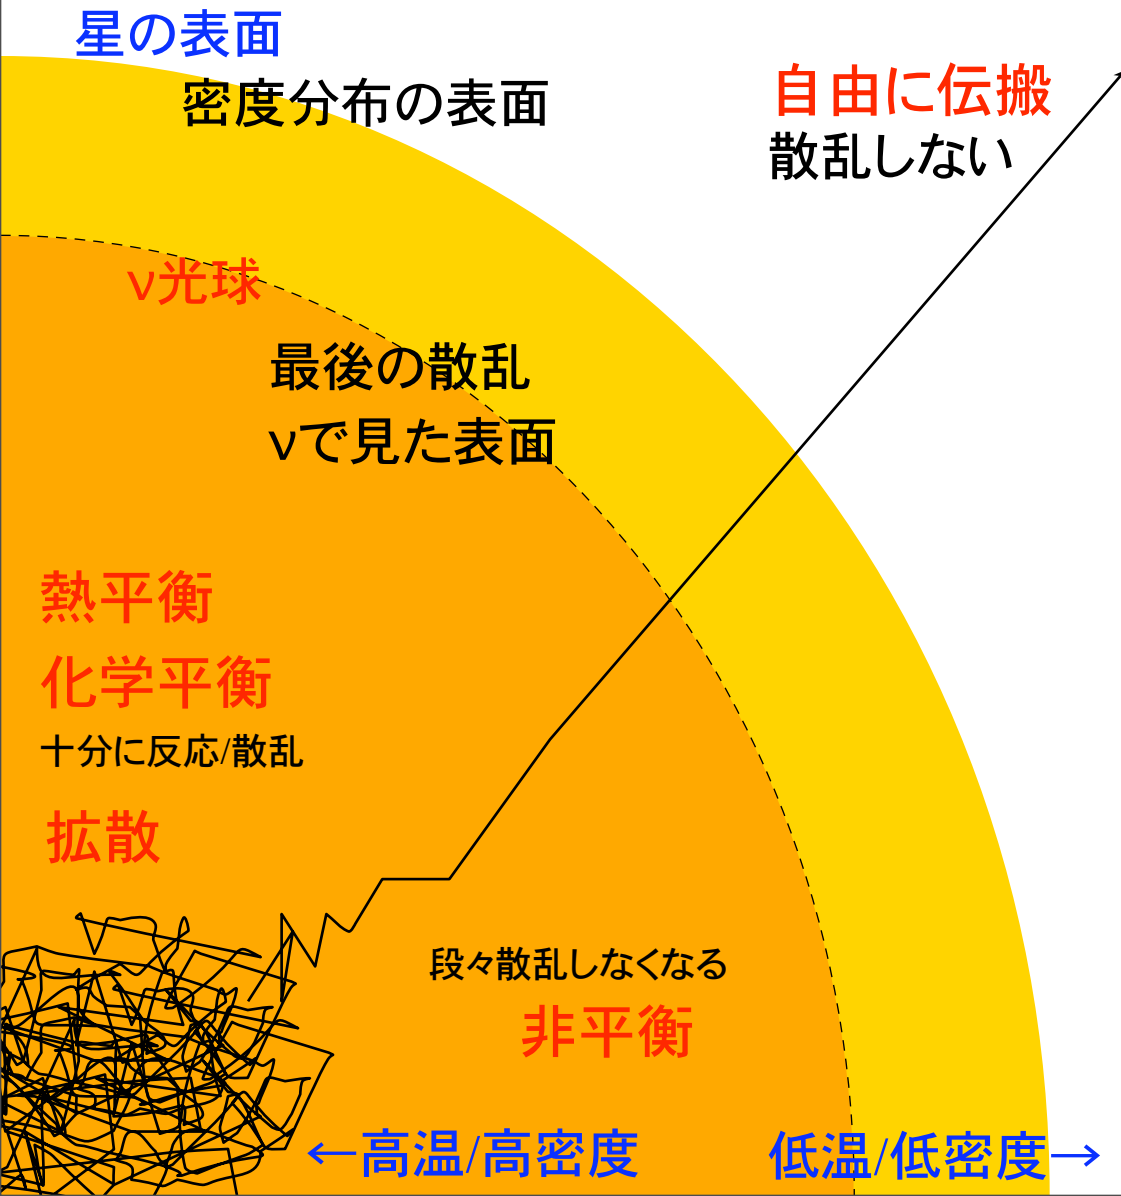 星の表面
密度分布の表面
自由に伝搬
散乱しない
ν光球
最後の散乱
νで見た表面
熱平衡
化学平衡
十分に反応/散乱
拡散
段々散乱しなくなる
非平衡
←高温/高密度
低温/低密度→